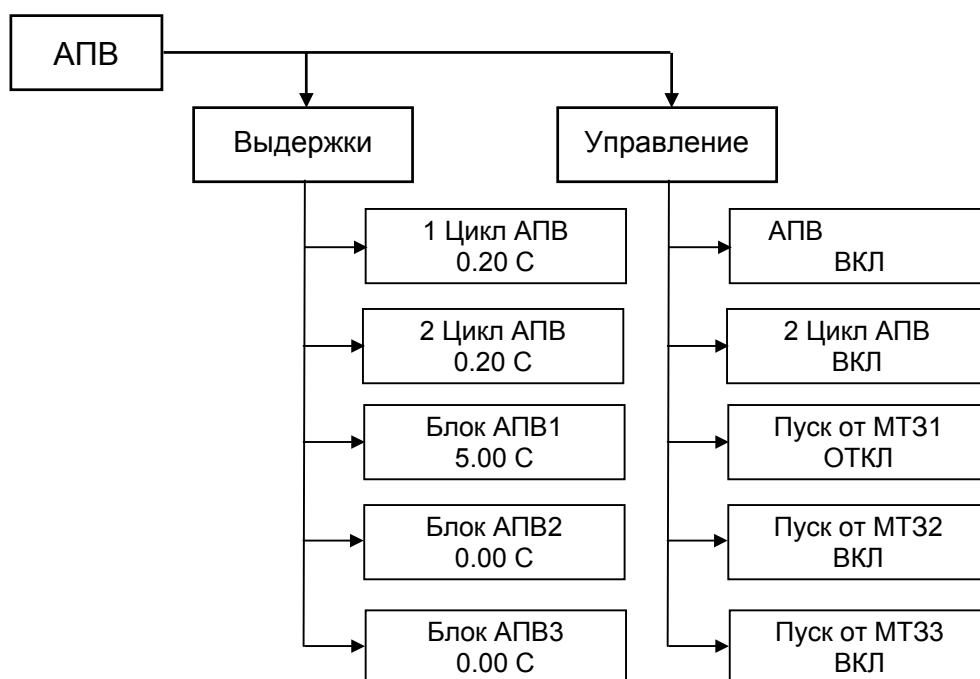 АПВ
Выдержки
Управление
1 Цикл АПВ
0.20 С
2 Цикл АПВ
0.20 С
Блок АПВ1
5.00 С
Блок АПВ2
0.00 С
Блок АПВ3
0.00 С
АПВ
ВКЛ
2 Цикл АПВ
ВКЛ
Пуск от МТЗ1
ОТКЛ
Пуск от МТЗ2
ВКЛ
Пуск от МТЗ3
ВКЛ